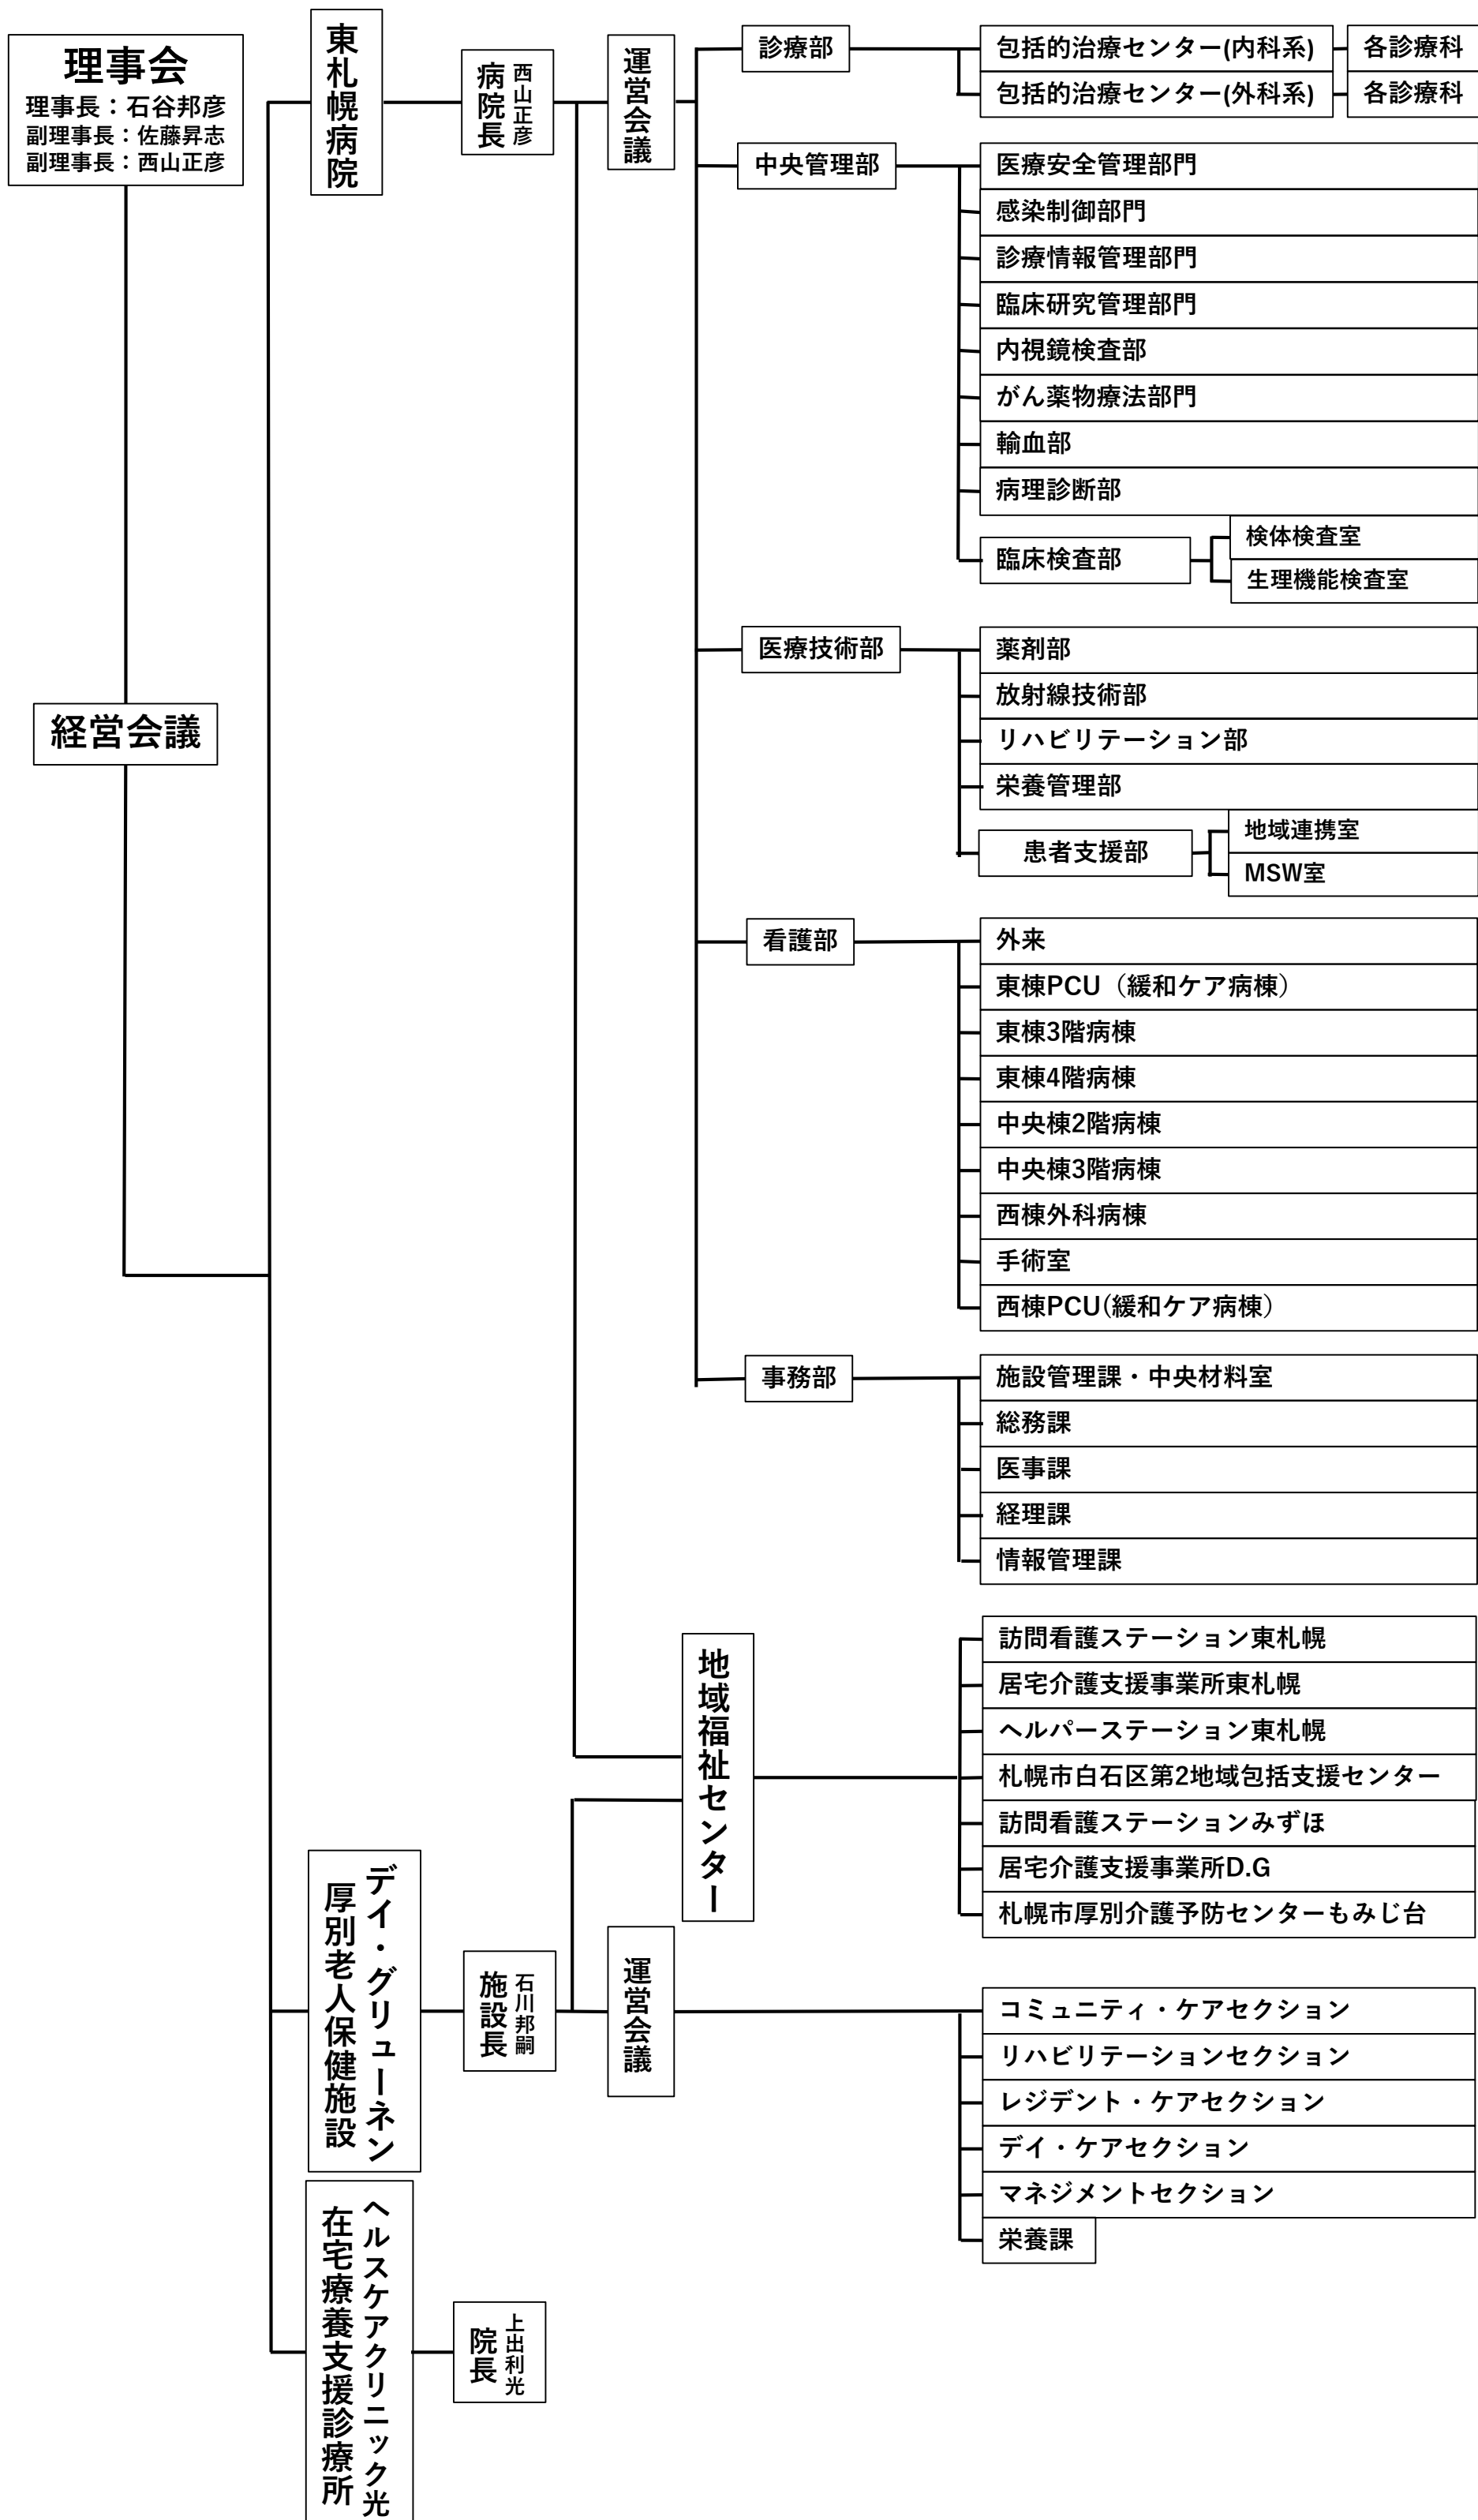 理事会
理事長：石谷邦彦
副理事長：佐藤昇志
副理事長：西山正彦
経営会議
東札幌病院
病院長
西山正彦
運営会議
診療部
包括的治療センター(内科系)
各診療科
包括的治療センター(外科系)
各診療科
中央管理部
医療安全管理部門
感染制御部門
診療情報管理部門
臨床研究管理部門
内視鏡検査部
がん薬物療法部門
輸血部
病理診断部
臨床検査部
検体検査室
生理機能検査室
医療技術部
薬剤部
放射線技術部
リハビリテーション部
栄養管理部
患者支援部
地域連携室
MSW室
看護部
外来
東棟PCU（緩和ケア病棟）
東棟3階病棟
東棟4階病棟
中央棟2階病棟
中央棟3階病棟
西棟外科病棟
手術室
西棟PCU(緩和ケア病棟）
事務部
施設管理課・中央材料室
総務課
医事課
経理課
情報管理課
地域福祉センター
訪問看護ステーション東札幌
居宅介護支援事業所東札幌
ヘルパーステーション東札幌
札幌市白石区第2地域包括支援センター
訪問看護ステーションみずほ
居宅介護支援事業所D.G
札幌市厚別介護予防センターもみじ台
デイ・グリューネン
厚別老人保健施設
施設長
石川邦嗣
運営会議
コミュニティ・ケアセクション
リハビリテーションセクション
レジデント・ケアセクション
デイ・ケアセクション
マネジメントセクション
栄養課
ヘルスケアクリニック光
在宅療養支援診療所
院長
上出利光